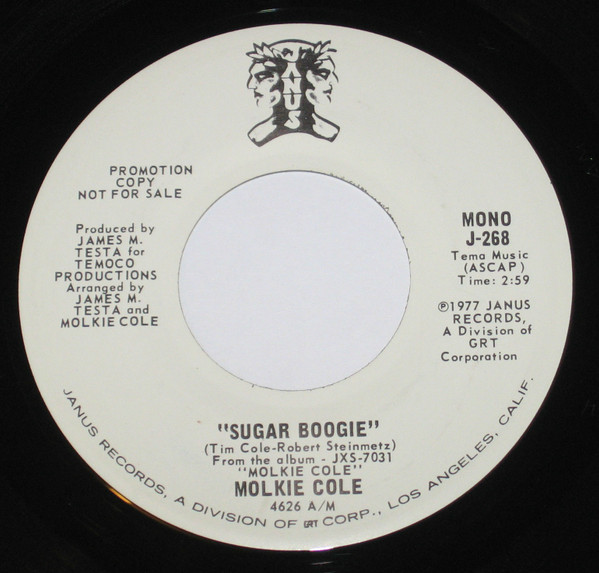 JANUS
PROMOTION
COPY
NOT FOR SALE
Produced by
JAMES M.
TESTA for
TEMOCO
PRODUCTIONS
Arranged by
JAMES M.
TESTA and
MOLKIE COLE
MONO
J-268
Tema Music
(ASCAP)
Time: 2:59
℗1977 JANUS
RECORDS,
A Division of
GRT
Corporation
"SUGAR BOOGIE"
(Tim Cole-Robert Steinmetz)
From the album - JXS-7031
"MOLKIE COLE"
MOLKIE COLE
4626 A/M
JANUS RECORDS, A DIVISION OF GRT CORP., LOS ANGELES, CALIF.